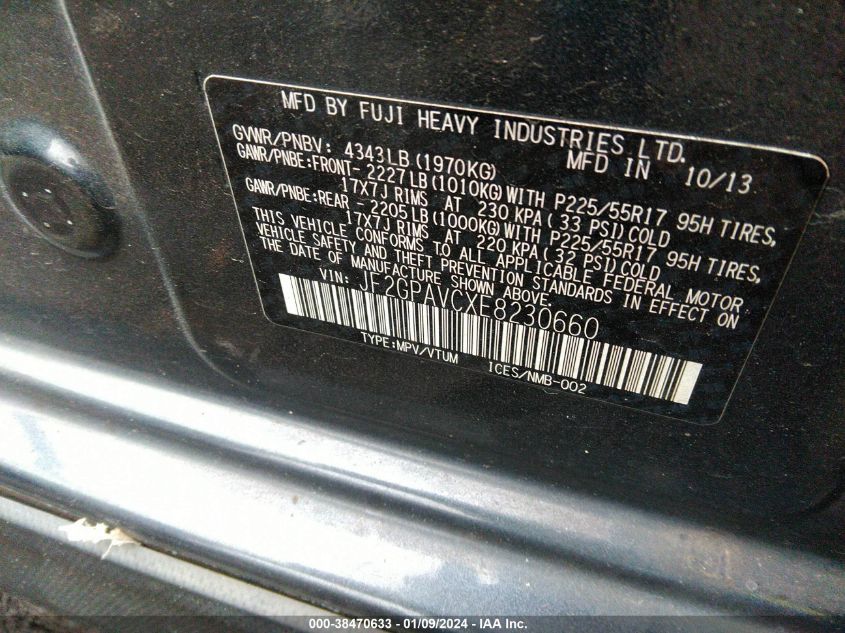 MFD BY FUJI HEAVY INDUSTRIES LTD.
GVWR/PNBV: 4343LB(1970KG) MFD IN 10/13
GAWR/PNBE:FRONT- 2227LB(1010KG)WITH P225/55R17 95H TIRES,
17X7J RIMS AT 230 KPA(33 PSI)COLD
GAWR/PNBE:REAR - 2205LB(1000KG)WITH P225/55R17 95H TIRES,
17X7J RIMS AT 220 KPA(32 PSI)COLD
THIS VEHICLE CONFORMS TO ALL APPLICABLE FEDERAL MOTOR
VEHICLE SAFETY AND THEFT PREVENTION STANDARDS IN EFFECT ON
THE DATE OF MANUFACTURE SHOWN ABOVE.
VIN: JF2GPAVCXE8230660
TYPE:MPV/VTUM ICES/NMB-002
000-38470633 - 01/09/2024 - IAA Inc.